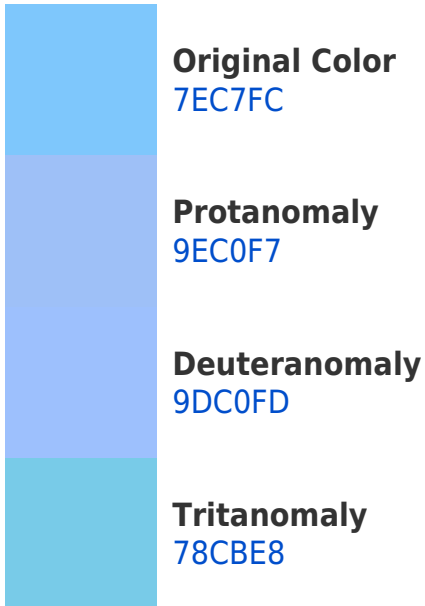 Original Color
7EC7FC
Protanomaly
9EC0F7
Deuteranomaly
9DC0FD
Tritanomaly
78CBE8